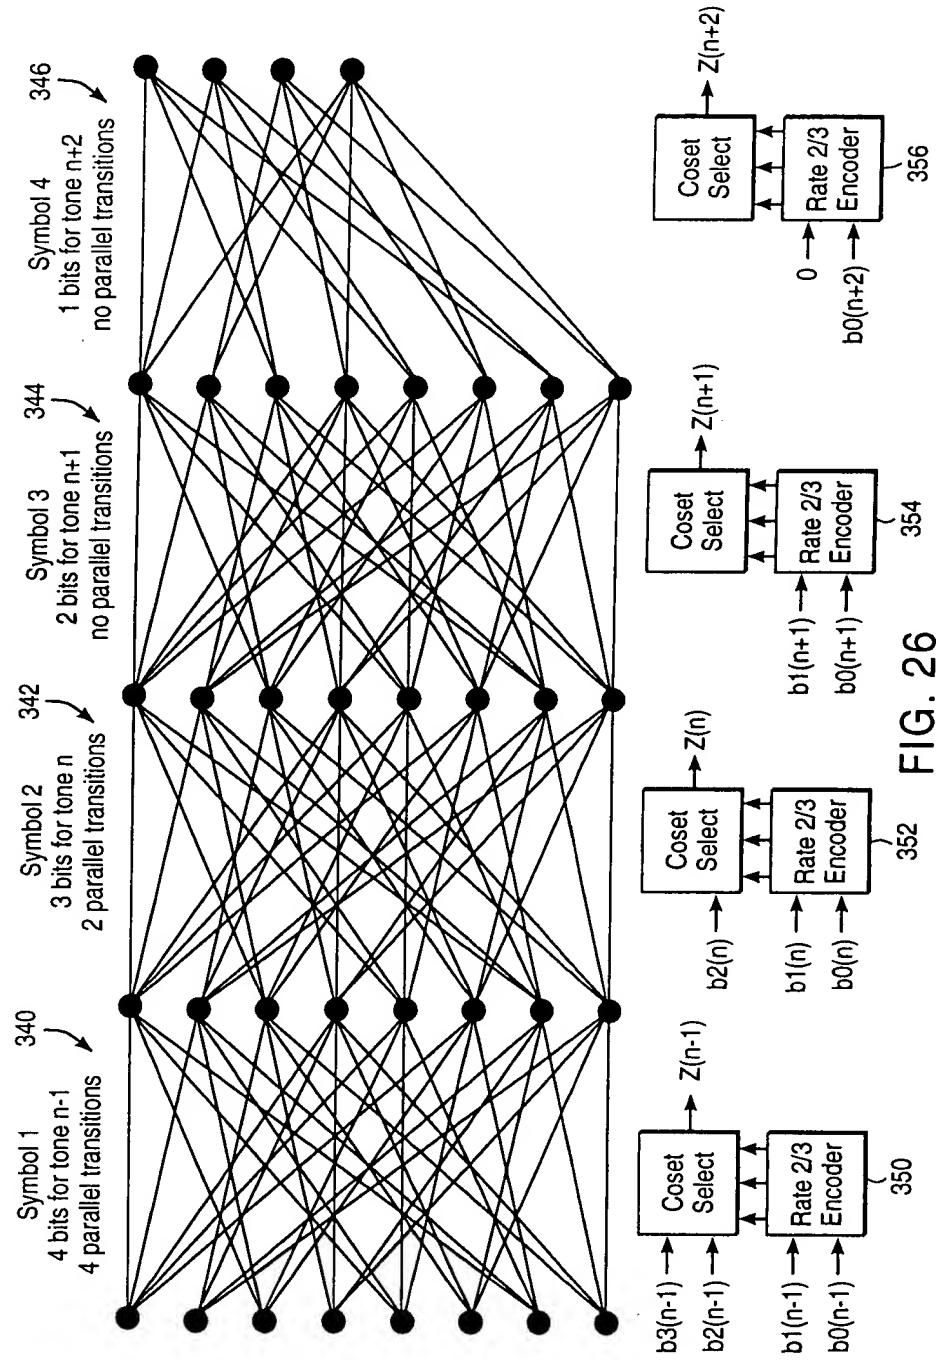 Symbol 1
4 bits for tone n-1
4 parallel transitions
340
Symbol 2
3 bits for tone n
2 parallel transitions
342
Symbol 3
2 bits for tone n+1
no parallel transitions
344
Symbol 4
1 bits for tone n+2
no parallel transitions
346
b3(n-1)
b2(n-1)
Coset
Select
Z(n-1)
b1(n-1)
b0(n-1)
Rate 2/3
Encoder
350
b2(n)
Coset
Select
Z(n)
b1(n)
b0(n)
Rate 2/3
Encoder
352
Coset
Select
Z(n+1)
b1(n+1)
b0(n+1)
Rate 2/3
Encoder
354
Coset
Select
Z(n+2)
0
b0(n+2)
Rate 2/3
Encoder
356
FIG. 26